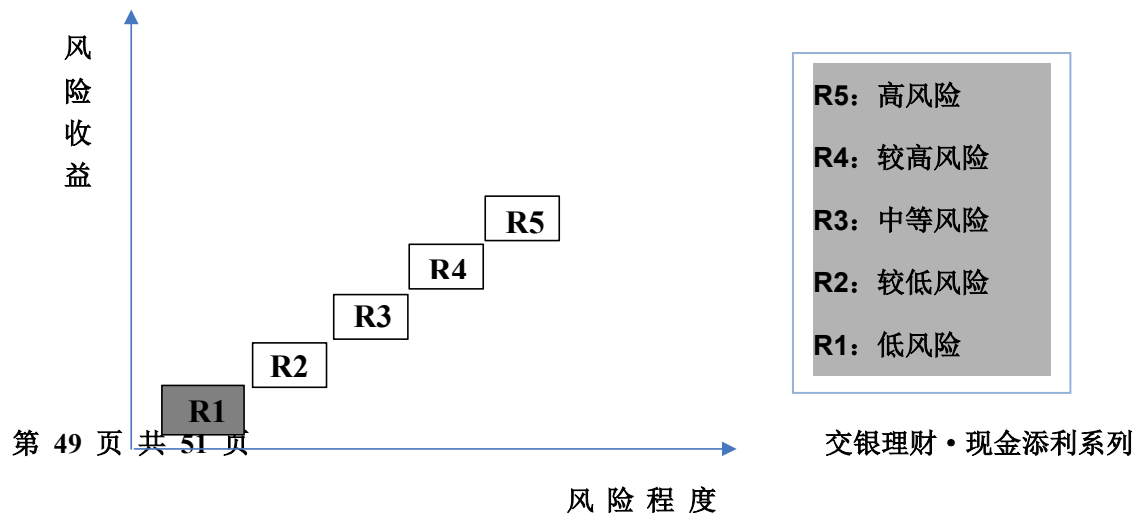 风
险
收
益
R5：高风险
R4：较高风险
R3：中等风险
R2：较低风险
R1：低风险
R5
R4
R3
R2
R1
第 49 页 共 51 页
交银理财·现金添利系列
风 险 程 度